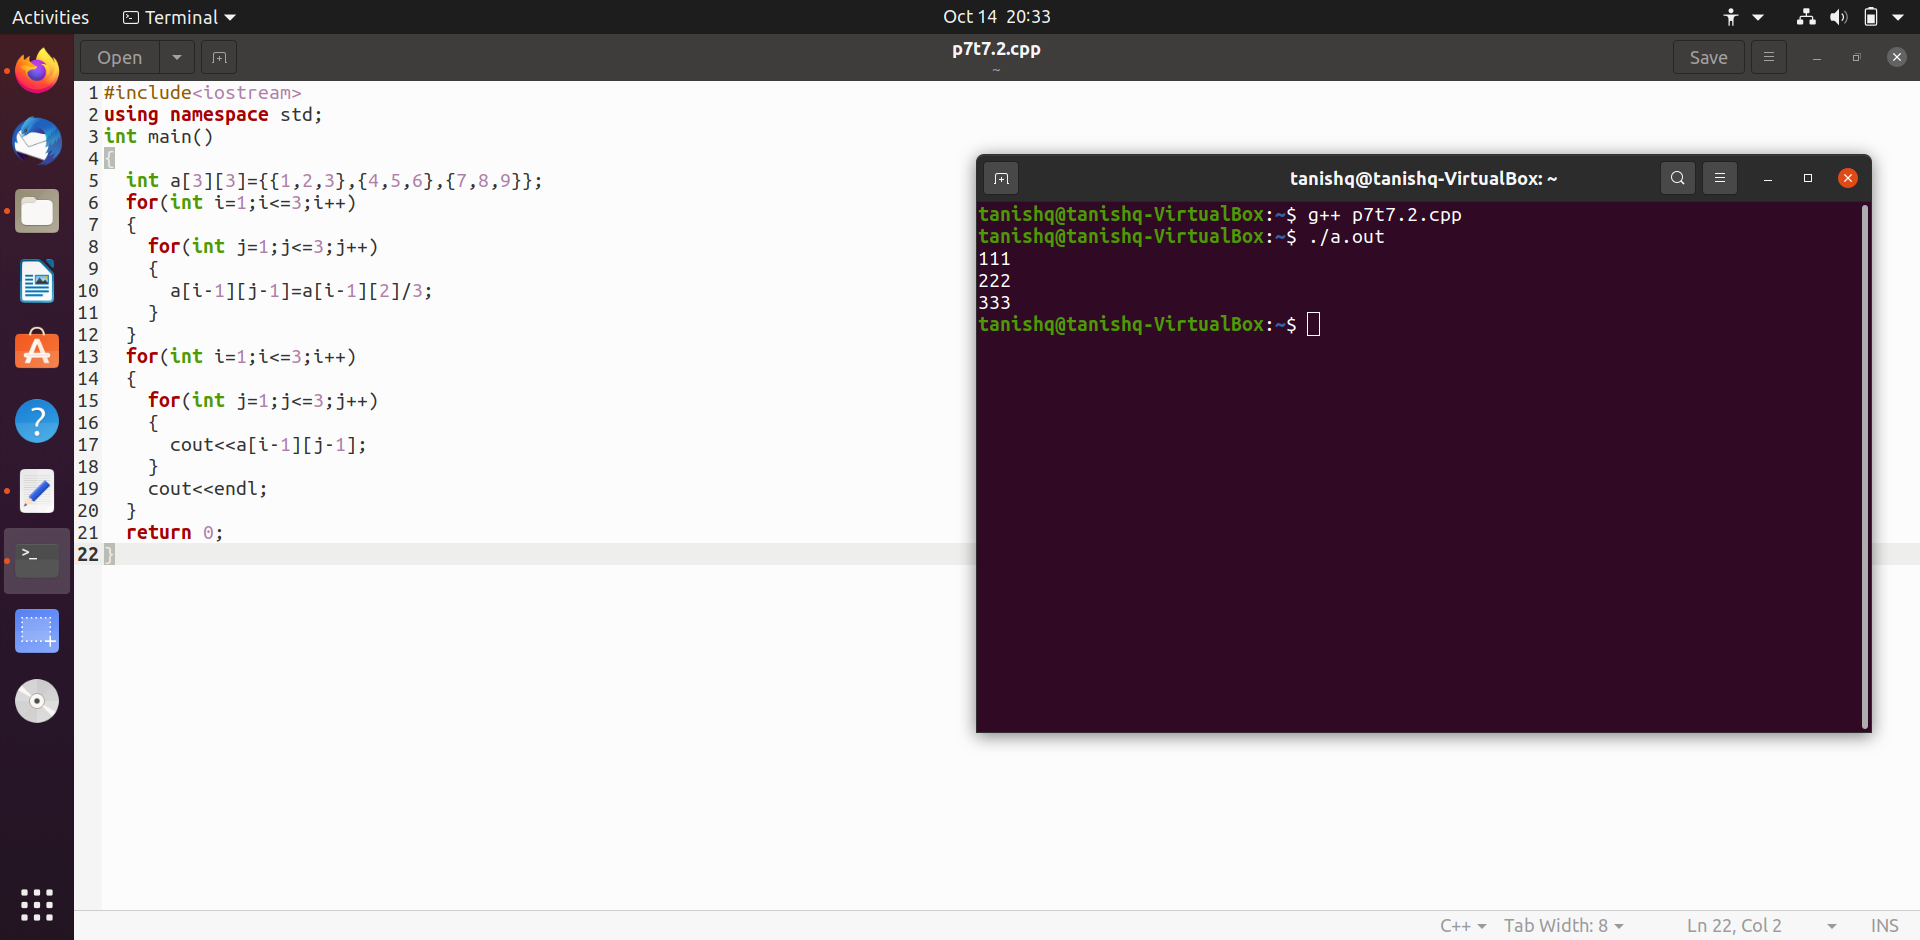 Activities Terminal Oct 14 20:33
Open p7t7.2.cpp Save
~
1 #include<iostream>
2 using namespace std;
3 int main()
4 {
5   int a[3][3]={{1,2,3},{4,5,6},{7,8,9}};
6   for(int i=1;i<=3;i++)
7   {
8     for(int j=1;j<=3;j++)
9     {
10       a[i-1][j-1]=a[i-1][2]/3;
11     }
12   }
13   for(int i=1;i<=3;i++)
14   {
15     for(int j=1;j<=3;j++)
16     {
17       cout<<a[i-1][j-1];
18     }
19     cout<<endl;
20   }
21   return 0;
22 }
tanishq@tanishq-VirtualBox: ~
tanishq@tanishq-VirtualBox:~$ g++ p7t7.2.cpp
tanishq@tanishq-VirtualBox:~$ ./a.out
111
222
333
tanishq@tanishq-VirtualBox:~$
C++ Tab Width: 8 Ln 22, Col 2 INS